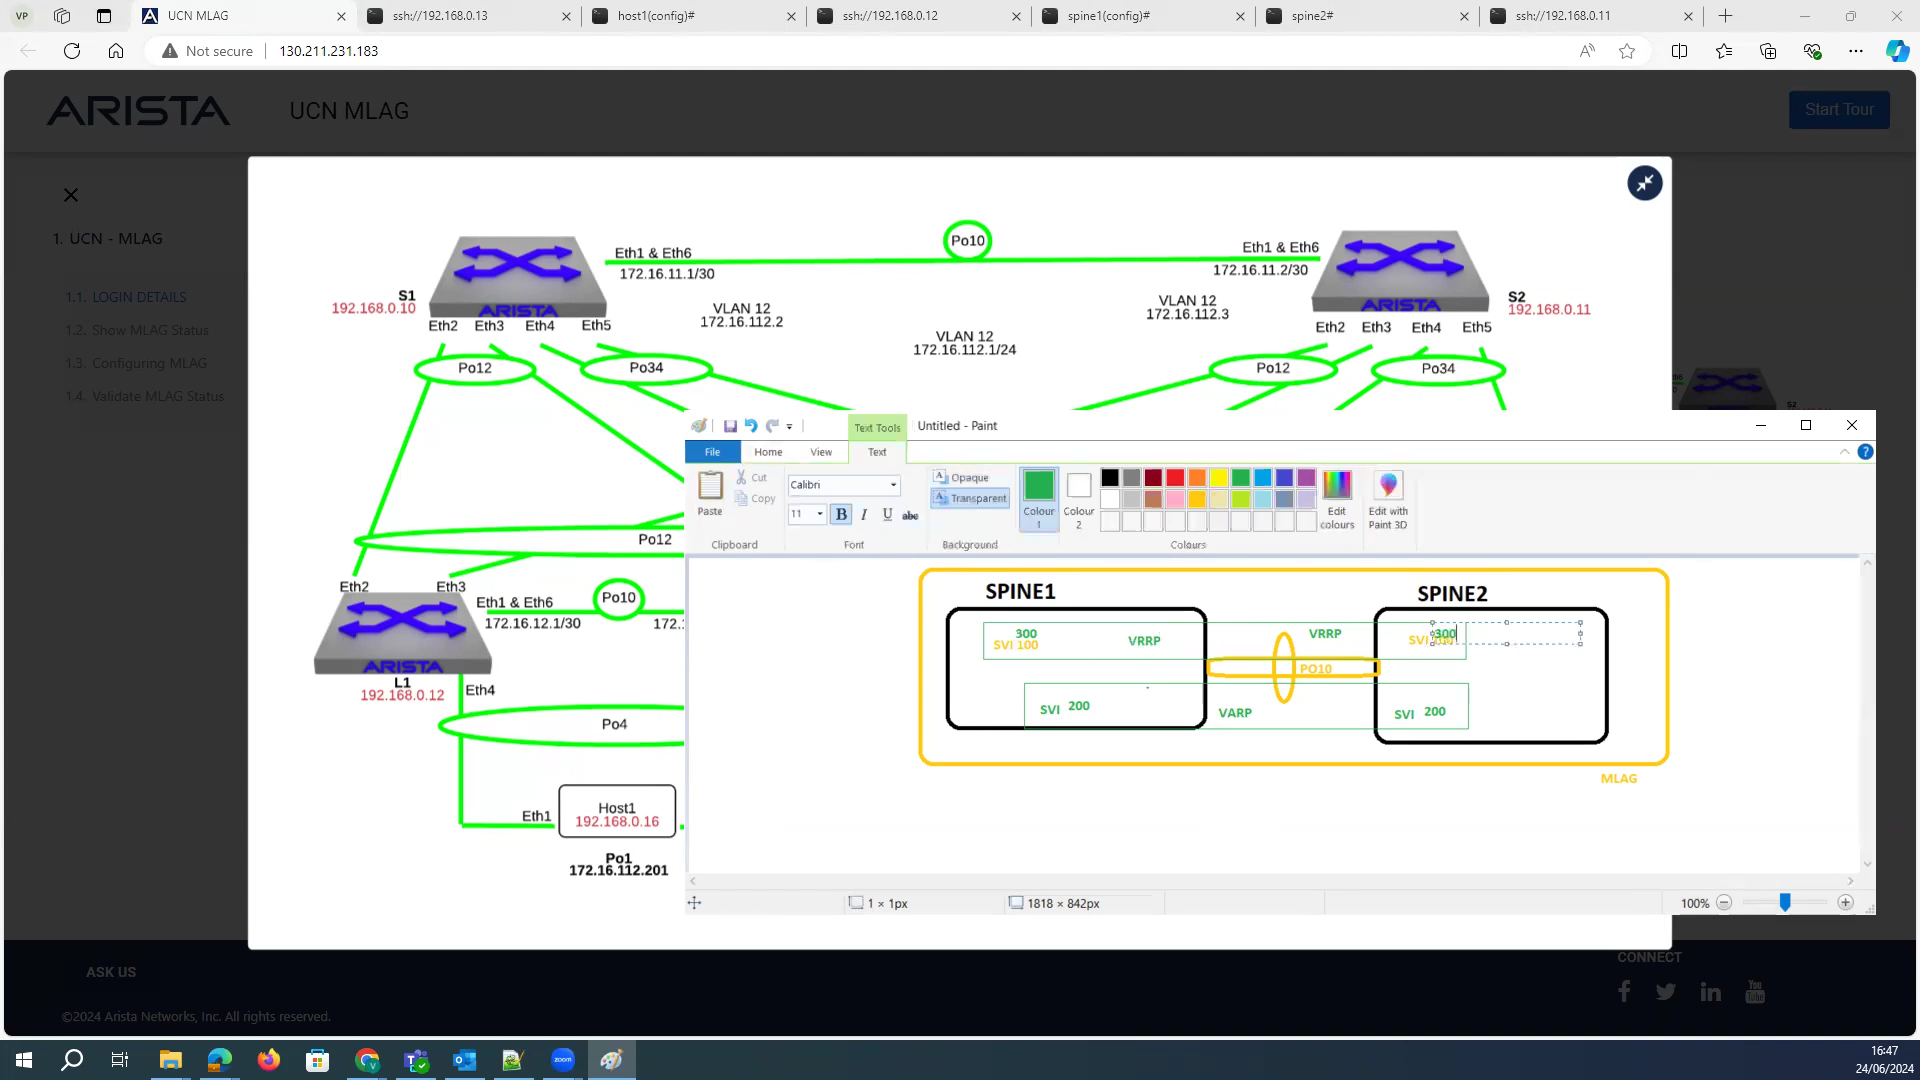 VP
UCN MLAG
ssh://192.168.0.13
host1(config)#
ssh://192.168.0.12
spine1(config)#
spine2#
ssh://192.168.0.11
Not secure
130.211.231.183
ARISTA
UCN MLAG
Start Tour
1. UCN - MLAG
1.1. LOGIN DETAILS
1.2. Show MLAG Status
1.3. Configuring MLAG
1.4. Validate MLAG Status
Po10
Eth1 & Eth6
172.16.11.1/30
Eth1 & Eth6
172.16.11.2/30
S1
192.168.0.10
ARISTA
S2
192.168.0.11
ARISTA
VLAN 12
172.16.112.2
VLAN 12
172.16.112.3
VLAN 12
172.16.112.1/24
Eth2 Eth3 Eth4 Eth5
Eth2 Eth3 Eth4 Eth5
Po12
Po34
Po12
Po34
Po12
Eth2
Eth3
Eth1 & Eth6
172.16.12.1/30
Po10
172.
ARISTA
L1
192.168.0.12
Eth4
Po4
Eth1
Host1
192.168.0.16
Po1
172.16.112.201
Text Tools
Untitled - Paint
File
Home
View
Text
Paste
Cut
Copy
Clipboard
Calibri
11
B I U abc
Font
Opaque
Transparent
Background
Colour 1
Colour 2
Colours
Edit colours
Edit with Paint 3D
SPINE1
SPINE2
300
SVI 100
VRRP
VRRP
300
SVI
PO10
SVI 200
VARP
SVI 200
MLAG
1 × 1px
1818 × 842px
100%
ASK US
©2024 Arista Networks, Inc. All rights reserved.
CONNECT
You
Tube
zoom
16:47
24/06/2024